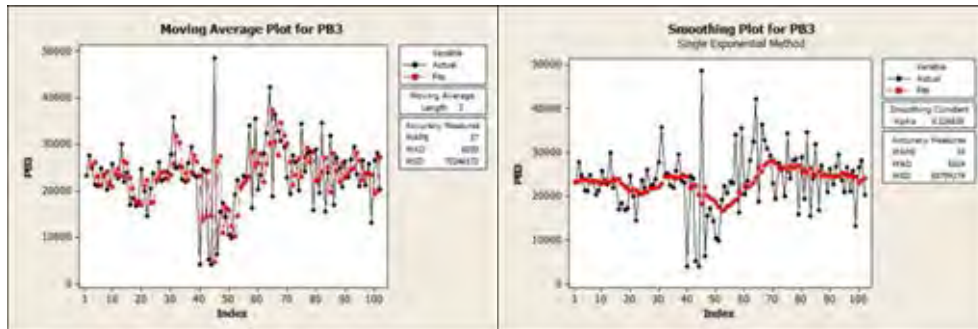 Moving Average Plot for PB3
50000
40000
30000
20000
10000
0
PB3
1 10 20 30 40 50 60 70 80 90 100
Index
Variable
Actual
Fits
Moving Average
Length
Accuracy Measures
MAPE
MAD
MSD
Smoothing Plot for PB3
Single Exponential Method
50000
40000
30000
20000
10000
0
PB3
1 10 20 30 40 50 60 70 80 90 100
Index
Variable
Actual
Fits
Smoothing Constant
Alpha
Accuracy Measures
MAPE
MAD
MSD